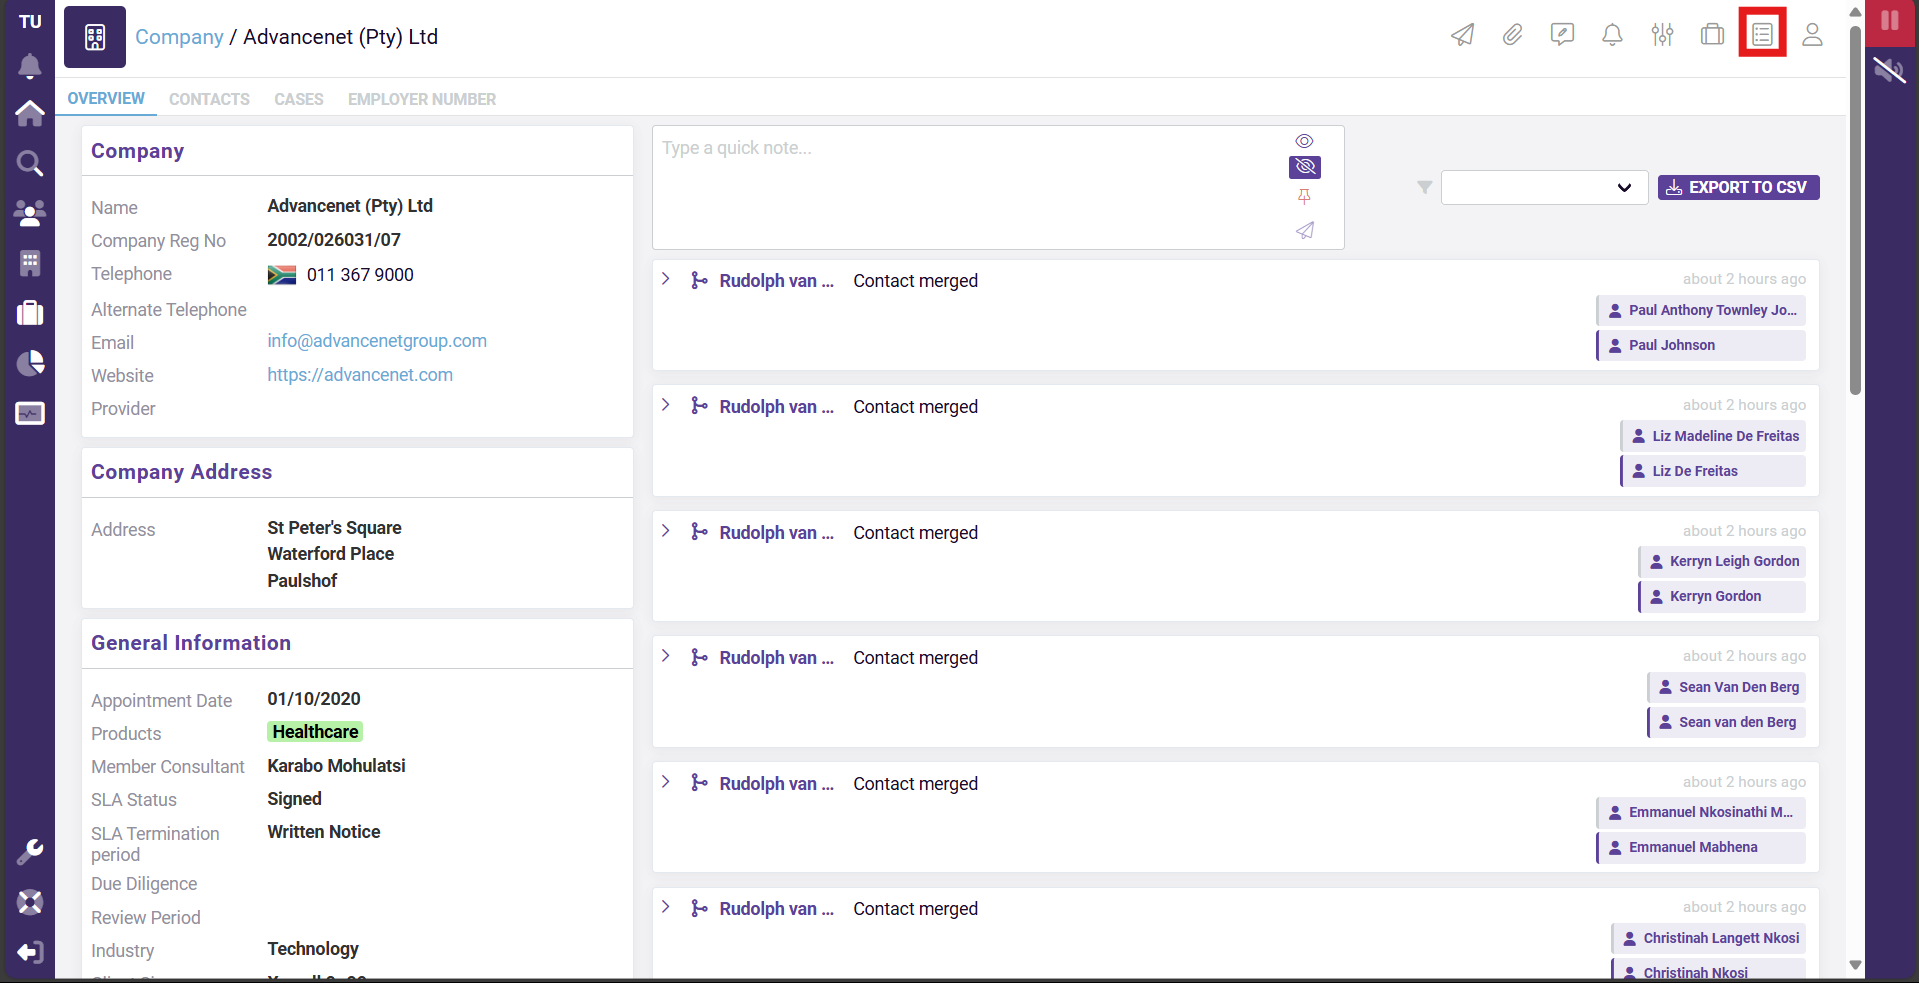 TU
Company / Advancenet (Pty) Ltd
OVERVIEW CONTACTS CASES EMPLOYER NUMBER
Company
Name Advancenet (Pty) Ltd
Company Reg No 2002/026031/07
Telephone 011 367 9000
Alternate Telephone
Email info@advancenetgroup.com
Website https://advancenet.com
Provider
Company Address
Address St Peter's Square
Waterford Place
Paulshof
General Information
Appointment Date 01/10/2020
Products Healthcare
Member Consultant Karabo Mohulatsi
SLA Status Signed
SLA Termination period Written Notice
Due Diligence
Review Period
Industry Technology
Type a quick note...
EXPORT TO CSV
Rudolph van ... Contact merged about 2 hours ago
Paul Anthony Townley Jo...
Paul Johnson
Rudolph van ... Contact merged about 2 hours ago
Liz Madeline De Freitas
Liz De Freitas
Rudolph van ... Contact merged about 2 hours ago
Kerryn Leigh Gordon
Kerryn Gordon
Rudolph van ... Contact merged about 2 hours ago
Sean Van Den Berg
Sean van den Berg
Rudolph van ... Contact merged about 2 hours ago
Emmanuel Nkosinathi M...
Emmanuel Mabhena
Rudolph van ... Contact merged about 2 hours ago
Christinah Langett Nkosi
Christinah Nkosi